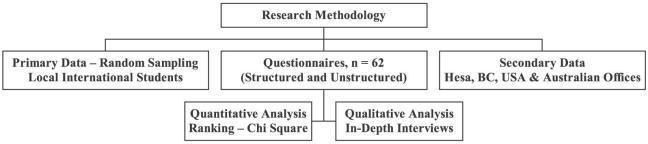 Research Methodology
Primary Data – Random Sampling
Local International Students
Questionnaires, n = 62
(Structured and Unstructured)
Secondary Data
Hesa, BC, USA & Australian Offices
Quantitative Analysis
Ranking – Chi Square
Qualitative Analysis
In-Depth Interviews